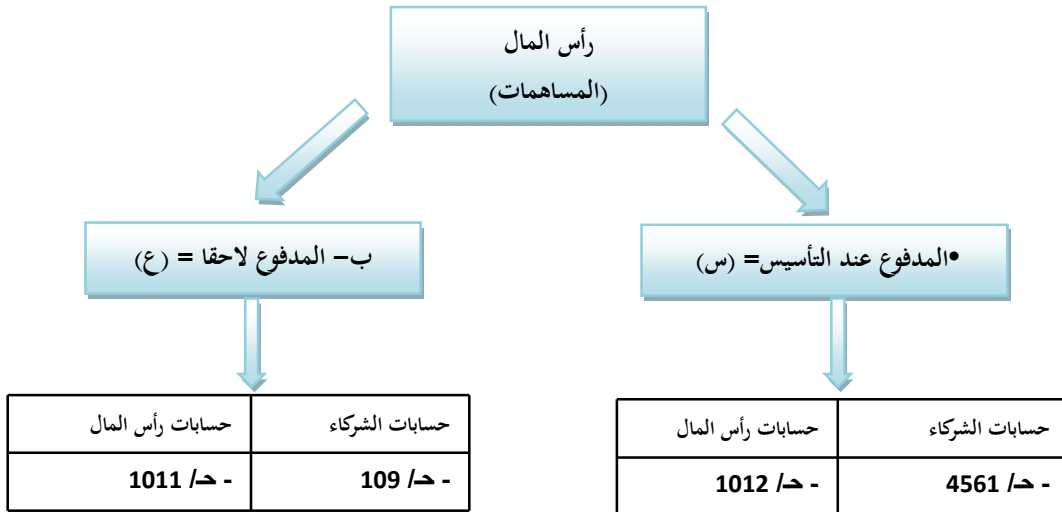 رأس المال
(المساهمات)
•المدفوع عند التأسيس= (س)
ب– المدفوع لاحقا = (ع)
حسابات الشركاء
حسابات رأس المال
- حـ/ 4561
- حـ/ 1012
حسابات الشركاء
حسابات رأس المال
- حـ/ 109
- حـ/ 1011